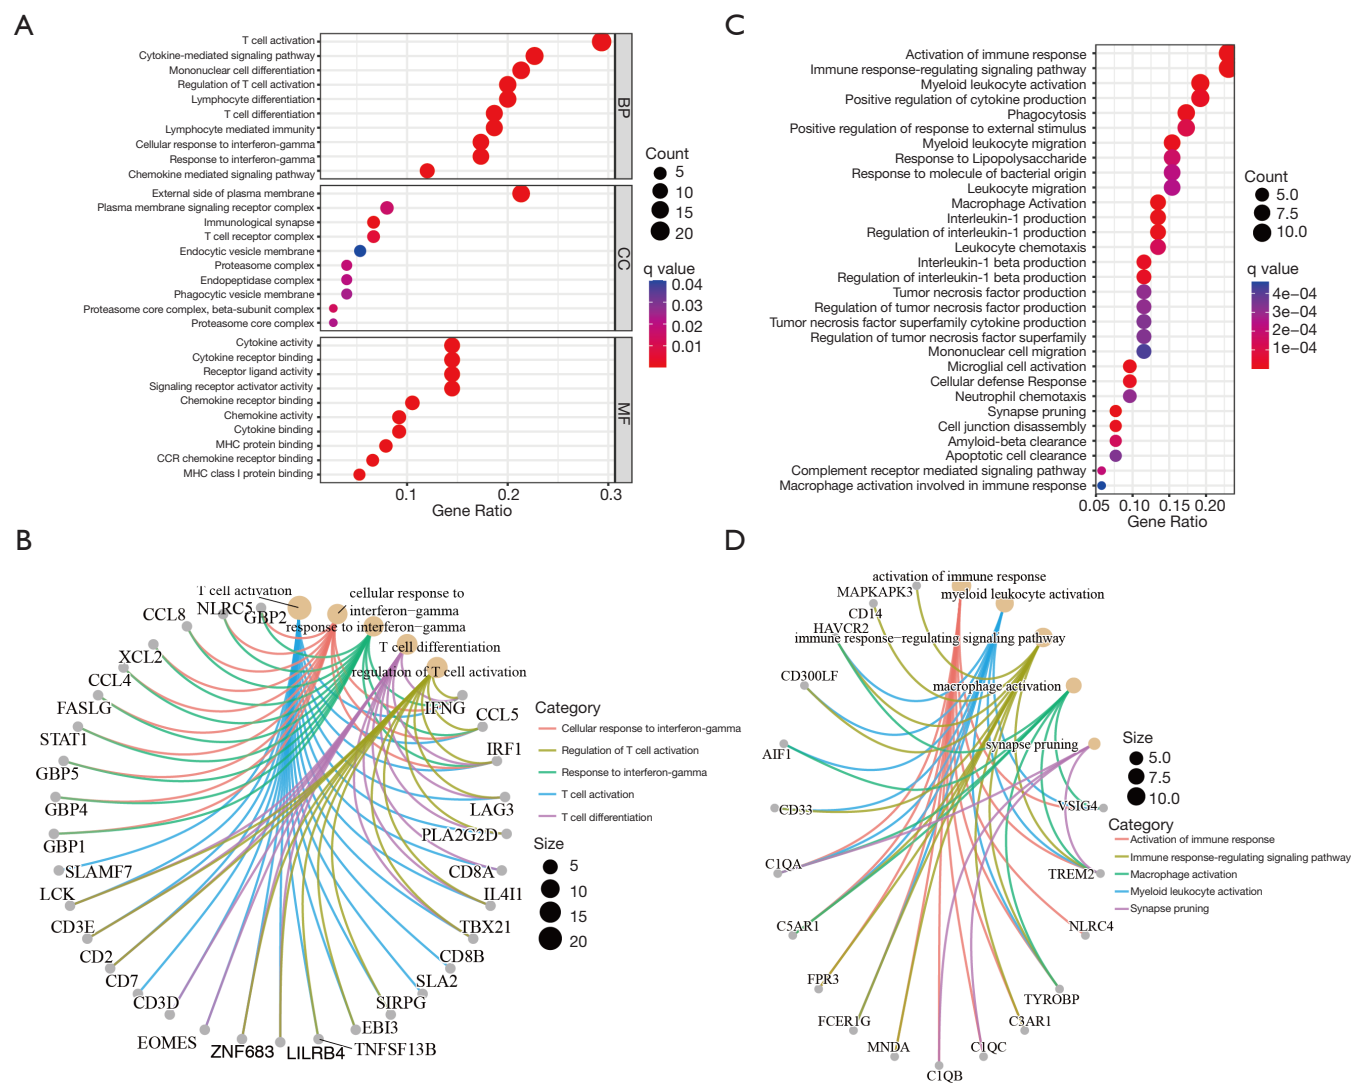 A
T cell activation
Cytokine-mediated signaling pathway
Mononuclear cell differentiation
Regulation of T cell activation
Lymphocyte differentiation
T cell differentiation
Lymphocyte mediated immunity
Cellular response to interferon-gamma
Response to interferon-gamma
Chemokine mediated signaling pathway
BP
External side of plasma membrane
Plasma membrane signaling receptor complex
Immunological synapse
T cell receptor complex
Endocytic vesicle membrane
Proteasome complex
Endopeptidase complex
Phagocytic vesicle membrane
Proteasome core complex, beta-subunit complex
Proteasome core complex
CC
Cytokine activity
Cytokine receptor binding
Receptor ligand activity
Signaling receptor activator activity
Chemokine receptor binding
Chemokine activity
Cytokine binding
MHC protein binding
CCR chemokine receptor binding
MHC class I protein binding
MF
0.1 0.2 0.3
Gene Ratio
Count
5
10
15
20
q value
0.04
0.03
0.02
0.01
C
Activation of immune response
Immune response-regulating signaling pathway
Myeloid leukocyte activation
Positive regulation of cytokine production
Phagocytosis
Positive regulation of response to external stimulus
Myeloid leukocyte migration
Response to Lipopolysaccharide
Response to molecule of bacterial origin
Leukocyte migration
Macrophage Activation
Interleukin-1 production
Regulation of interleukin-1 production
Leukocyte chemotaxis
Interleukin-1 beta production
Regulation of interleukin-1 beta production
Tumor necrosis factor production
Regulation of tumor necrosis factor production
Tumor necrosis factor superfamily cytokine production
Regulation of tumor necrosis factor superfamily
Mononuclear cell migration
Microglial cell activation
Cellular defense Response
Neutrophil chemotaxis
Synapse pruning
Cell junction disassembly
Amyloid-beta clearance
Apoptotic cell clearance
Complement receptor mediated signaling pathway
Macrophage activation involved in immune response
0.05 0.10 0.15 0.20
Gene Ratio
Count
5.0
7.5
10.0
q value
4e−04
3e−04
2e−04
1e−04
B
T cell activation
cellular response to
interferon−gamma
response to interferon−gamma
T cell differentiation
regulation of T cell activation
GBP2
NLRC5
CCL8
XCL2
CCL4
FASLG
STAT1
GBP5
GBP4
GBP1
SLAMF7
LCK
CD3E
CD2
CD7
CD3D
EOMES
ZNF683
LILRB4
TNFSF13B
EBI3
SIRPG
SLA2
CD8B
TBX21
IL4I1
CD8A
PLA2G2D
LAG3
IRF1
CCL5
IFNG
Category
Cellular response to interferon-gamma
Regulation of T cell activation
Response to interferon-gamma
T cell activation
T cell differentiation
Size
5
10
15
20
D
activation of immune response
myeloid leukocyte activation
immune response−regulating signaling pathway
macrophage activation
synapse pruning
MAPKAPK3
CD14
HAVCR2
CD300LF
AIF1
CD33
C1QA
C5AR1
FPR3
FCER1G
MNDA
C1QB
C1QC
C3AR1
TYROBP
NLRC4
TREM2
VSIG4
Size
5.0
7.5
10.0
Category
Activation of immune response
Immune response-regulating signaling pathway
Macrophage activation
Myeloid leukocyte activation
Synapse pruning